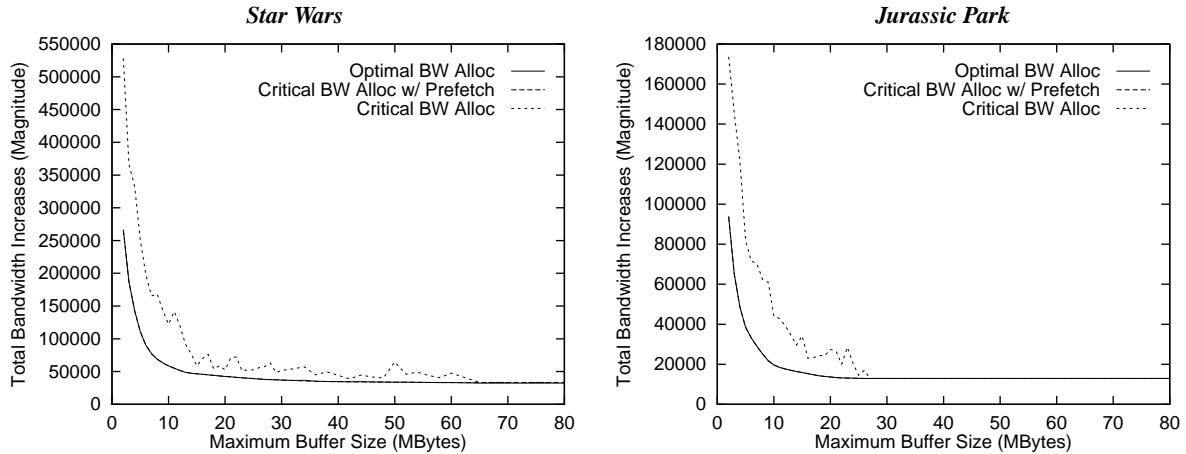 Star Wars
Total Bandwidth Increases (Magnitude)
550000
500000
450000
400000
350000
300000
250000
200000
150000
100000
50000
0
Optimal BW Alloc
Critical BW Alloc w/ Prefetch
Critical BW Alloc
0 10 20 30 40 50 60 70 80
Maximum Buffer Size (MBytes)
Jurassic Park
Total Bandwidth Increases (Magnitude)
180000
160000
140000
120000
100000
80000
60000
40000
20000
0
Optimal BW Alloc
Critical BW Alloc w/ Prefetch
Critical BW Alloc
0 10 20 30 40 50 60 70 80
Maximum Buffer Size (MBytes)